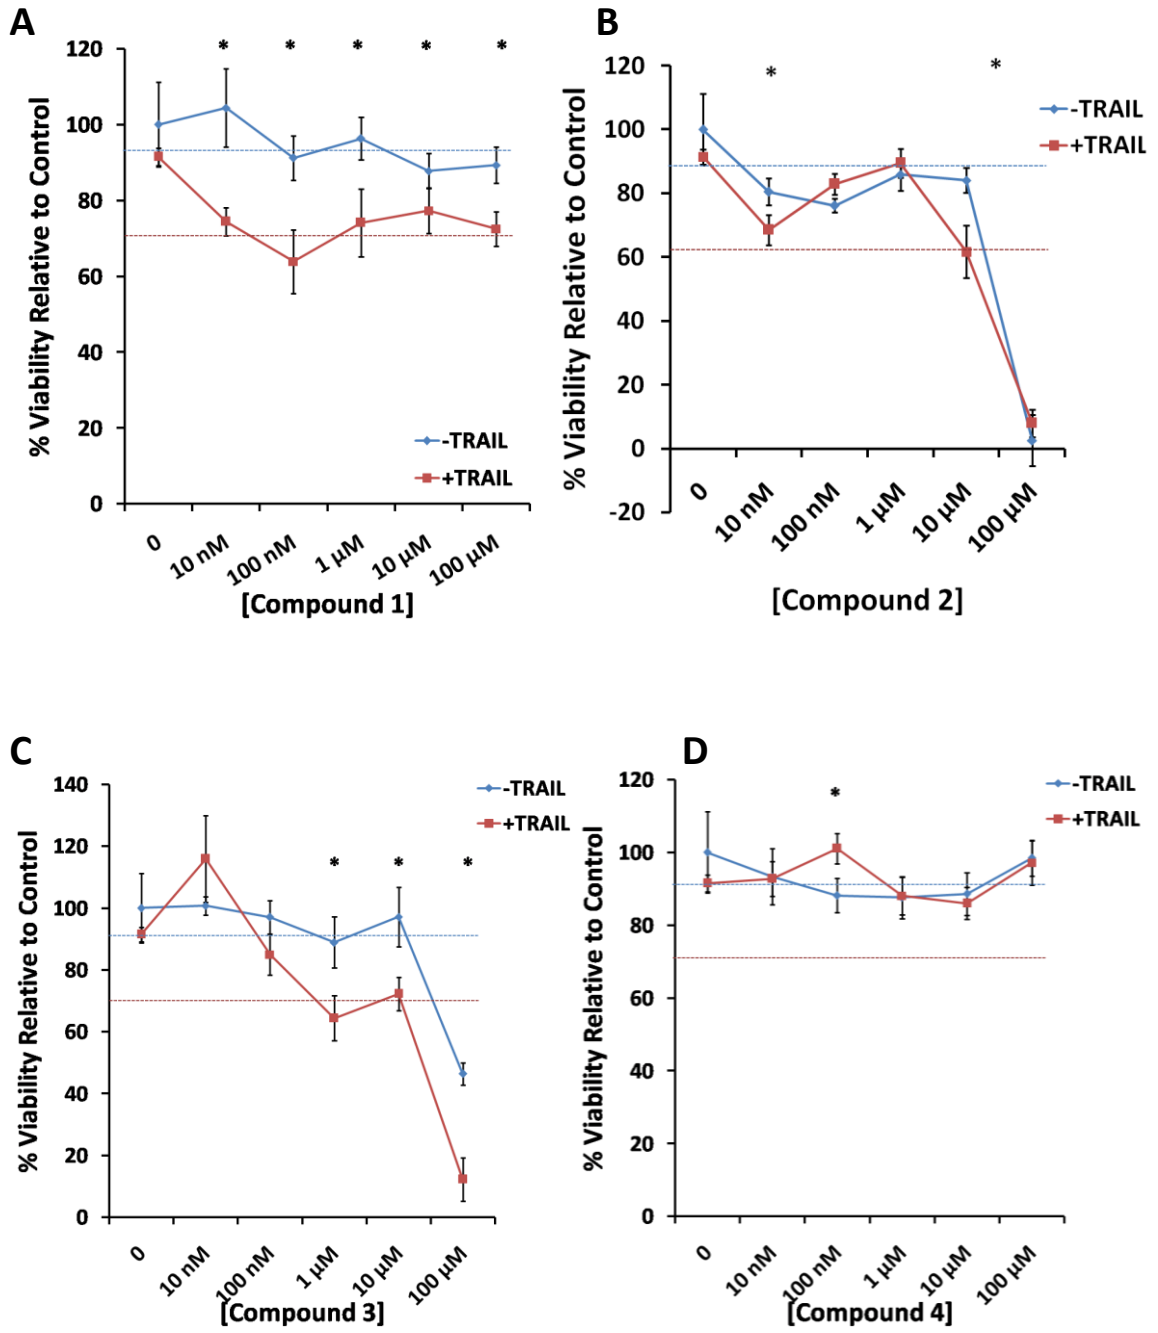 A
% Viability Relative to Control
120
100
80
60
40
20
0
* * * * *
-TRAIL
+TRAIL
0 10 nM 100 nM 1 µM 10 µM 100 µM
[Compound 1]
B
% Viability Relative to Control
120
100
80
60
40
20
0
-20
* *
-TRAIL
+TRAIL
0 10 nM 100 nM 1 µM 10 µM 100 µM
[Compound 2]
C
% Viability Relative to Control
140
120
100
80
60
40
20
0
* * *
-TRAIL
+TRAIL
0 10 nM 100 nM 1 µM 10 µM 100 µM
[Compound 3]
D
% Viability Relative to Control
120
100
80
60
40
20
0
*
-TRAIL
+TRAIL
0 10 nM 100 nM 1 µM 10 µM 100 µM
[Compound 4]